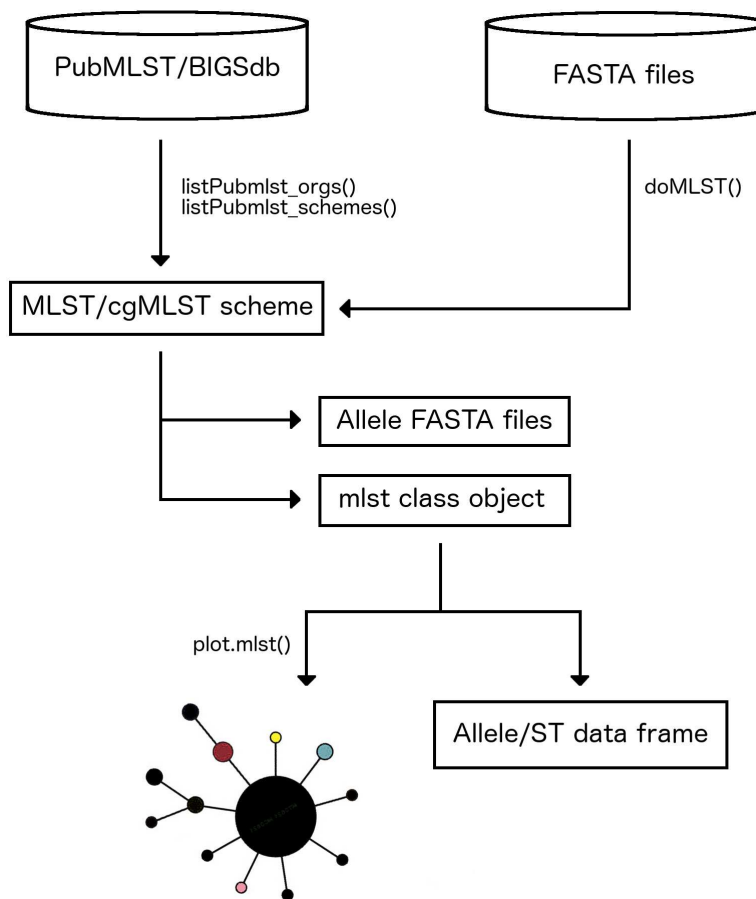 PubMLST/BIGSdb
FASTA files
listPubmlst_orgs()
listPubmlst_schemes()
doMLST()
MLST/cgMLST scheme
Allele FASTA files
mlst class object
plot.mlst()
Allele/ST data frame